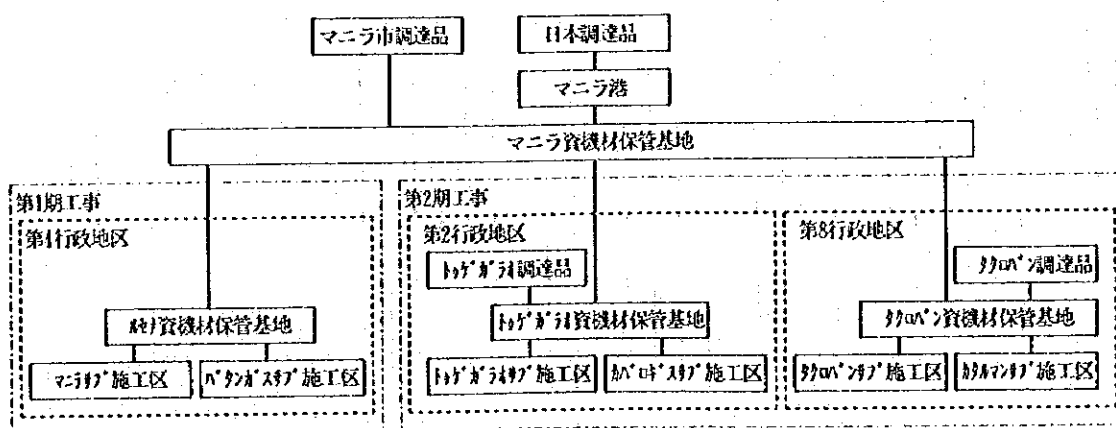 マニラ市調達品
日本調達品
マニラ港
マニラ資機材保管基地
第1期工事
第4行政地区
ﾙｾﾅ資機材保管基地
ﾏﾆﾗｻﾌﾞ施工区
ﾊﾞﾀﾝｶﾞｽｻﾌﾞ施工区
第2期工事
第2行政地区
ﾄｩｹﾞｶﾞﾗｵ調達品
ﾄｩｹﾞｶﾞﾗｵ資機材保管基地
ﾄｩｹﾞｶﾞﾗｵｻﾌﾞ施工区
ｶﾊﾞﾛｷﾞｽｻﾌﾞ施工区
第8行政地区
ﾀｸﾛﾊﾞﾝ調達品
ﾀｸﾛﾊﾞﾝ資機材保管基地
ﾀｸﾛﾊﾞﾝｻﾌﾞ施工区
ｶﾀﾙﾏﾝｻﾌﾞ施工区